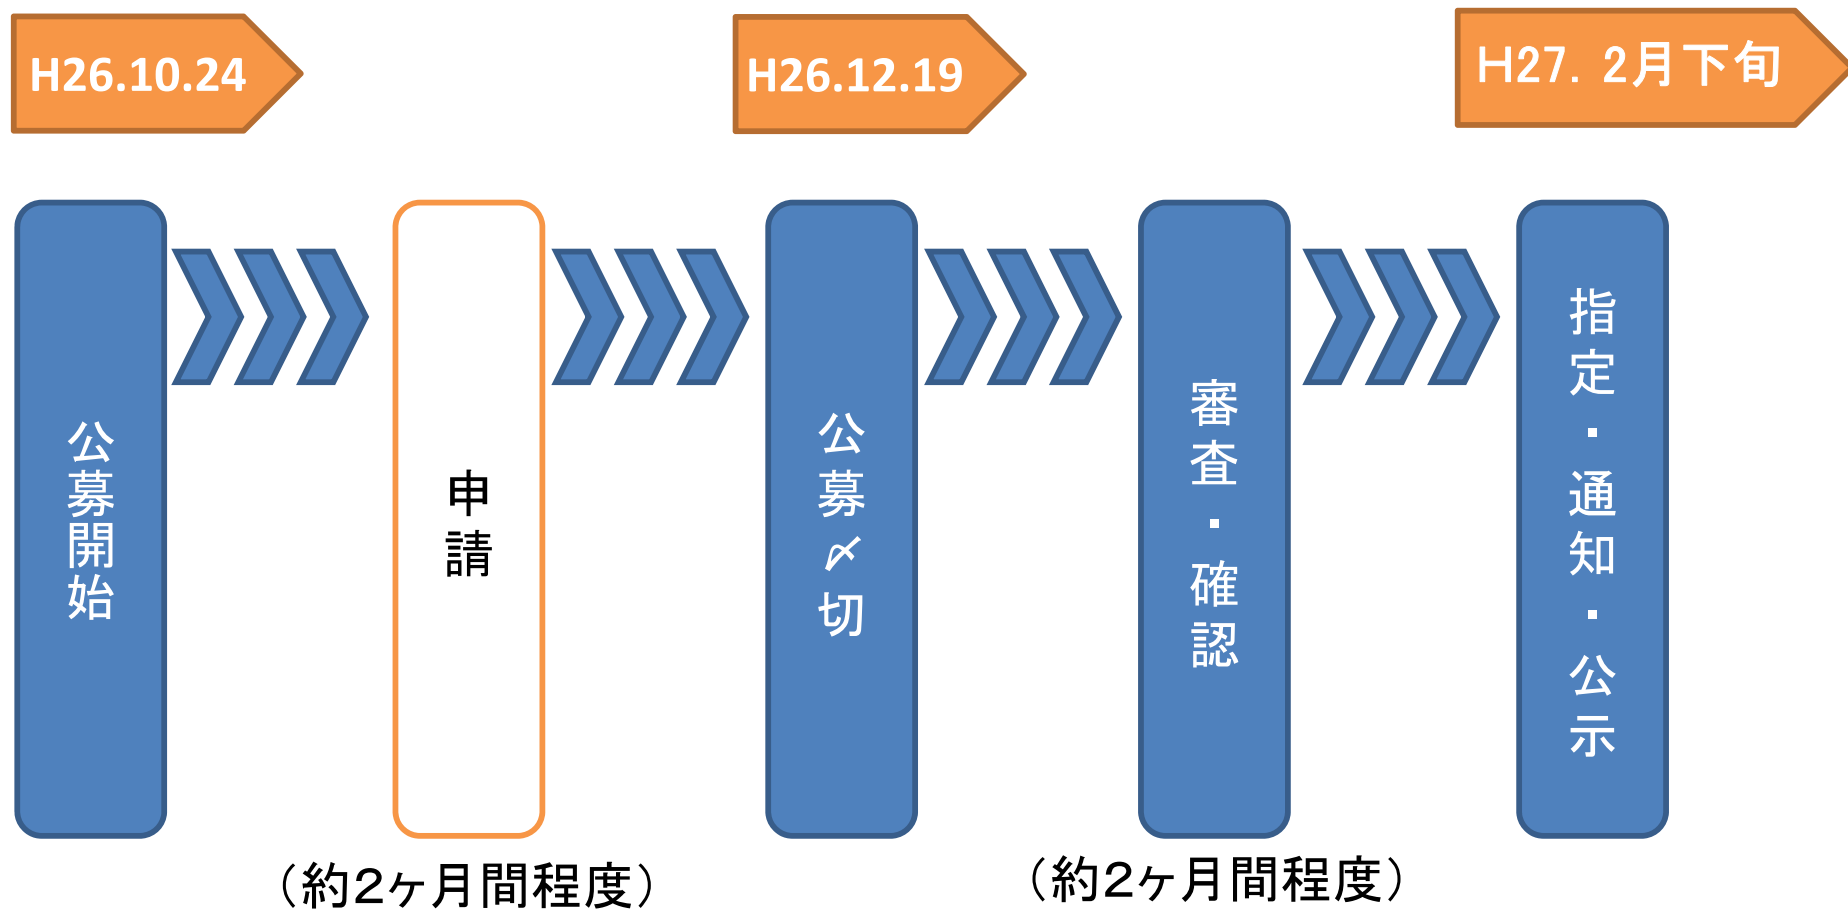 H26.10.24
H26.12.19
H27. 2月下旬
公募開始
申請
公募〆切
審査・確認
指定・通知・公示
（約2ヶ月間程度）
（約2ヶ月間程度）